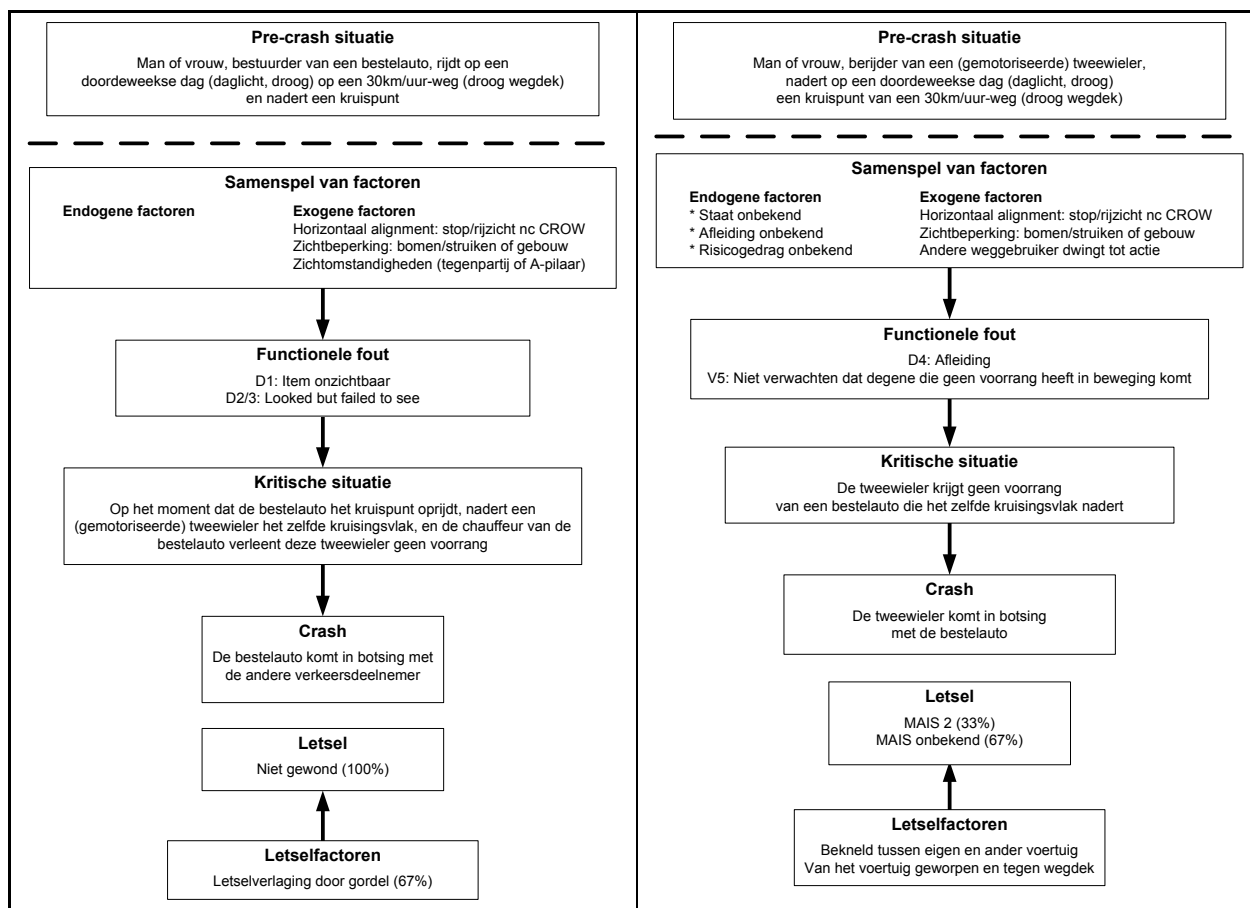 Pre-crash situatie
Man of vrouw, bestuurder van een bestelauto, rijdt op een
doordeweekse dag (daglicht, droog) op een 30km/uur-weg (droog wegdek)
en nadert een kruispunt
Samenspel van factoren
Endogene factoren
Exogene factoren
Horizontaal alignment: stop/rijzicht nc CROW
Zichtbeperking: bomen/struiken of gebouw
Zichtomstandigheden (tegenpartij of A-pilaar)
Functionele fout
D1: Item onzichtbaar
D2/3: Looked but failed to see
Kritische situatie
Op het moment dat de bestelauto het kruispunt oprijdt, nadert een
(gemotoriseerde) tweewieler het zelfde kruisingsvlak, en de chauffeur van de
bestelauto verleent deze tweewieler geen voorrang
Crash
De bestelauto komt in botsing met
de andere verkeersdeelnemer
Letsel
Niet gewond (100%)
Letselfactoren
Letselverlaging door gordel (67%)
Pre-crash situatie
Man of vrouw, berijder van een (gemotoriseerde) tweewieler,
nadert op een doordeweekse dag (daglicht, droog)
een kruispunt van een 30km/uur-weg (droog wegdek)
Samenspel van factoren
Endogene factoren
* Staat onbekend
* Afleiding onbekend
* Risicogedrag onbekend
Exogene factoren
Horizontaal alignment: stop/rijzicht nc CROW
Zichtbeperking: bomen/struiken of gebouw
Andere weggebruiker dwingt tot actie
Functionele fout
D4: Afleiding
V5: Niet verwachten dat degene die geen voorrang heeft in beweging komt
Kritische situatie
De tweewieler krijgt geen voorrang
van een bestelauto die het zelfde kruisingsvlak nadert
Crash
De tweewieler komt in botsing
met de bestelauto
Letsel
MAIS 2 (33%)
MAIS onbekend (67%)
Letselfactoren
Bekneld tussen eigen en ander voertuig
Van het voertuig geworpen en tegen wegdek